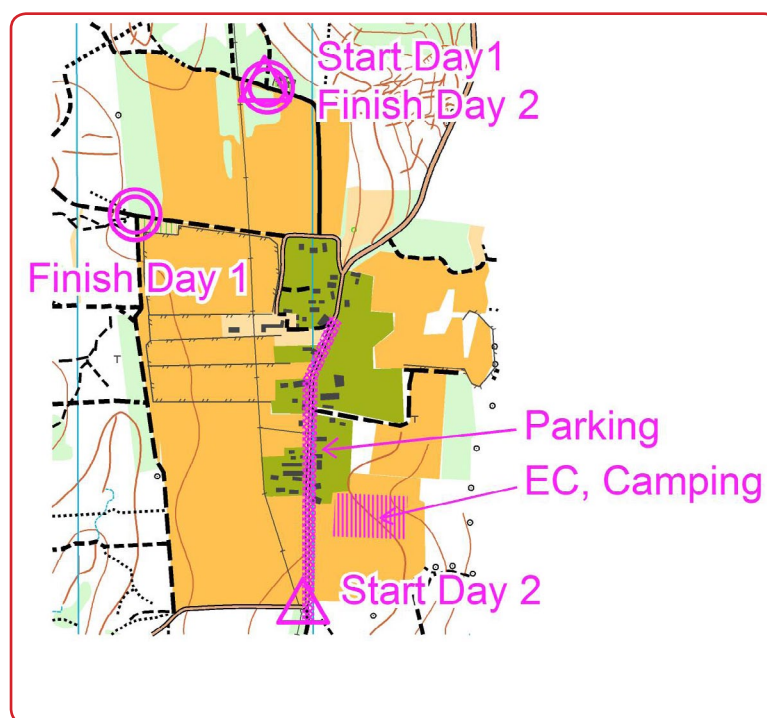 Start Day1
Finish Day 2
Finish Day 1
Parking
EC, Camping
Start Day 2